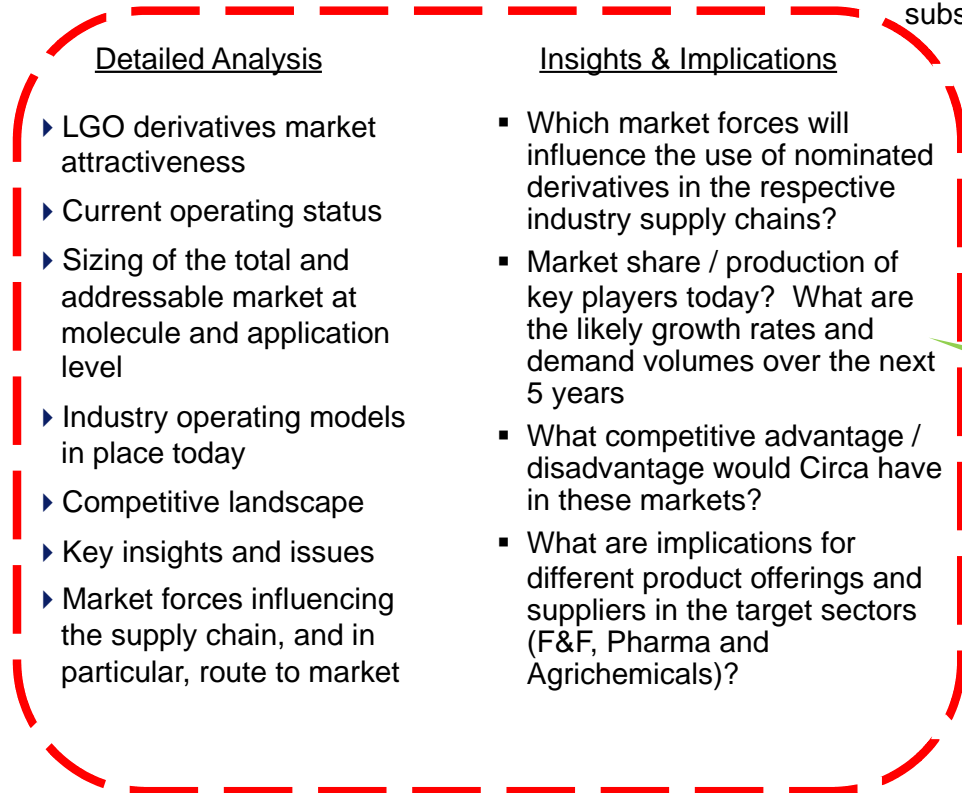 subs
Detailed Analysis
LGO derivatives market
attractiveness
Current operating status
Sizing of the total and
addressable market at
molecule and application
level
Industry operating models
in place today
Competitive landscape
Key insights and issues
Market forces influencing
the supply chain, and in
particular, route to market
Insights & Implications
Which market forces will
influence the use of nominated
derivatives in the respective
industry supply chains?
Market share / production of
key players today?  What are
the likely growth rates and
demand volumes over the next
5 years
What competitive advantage /
disadvantage would Circa have
in these markets?
What are implications for
different product offerings and
suppliers in the target sectors
(F&F, Pharma and
Agrichemicals)?